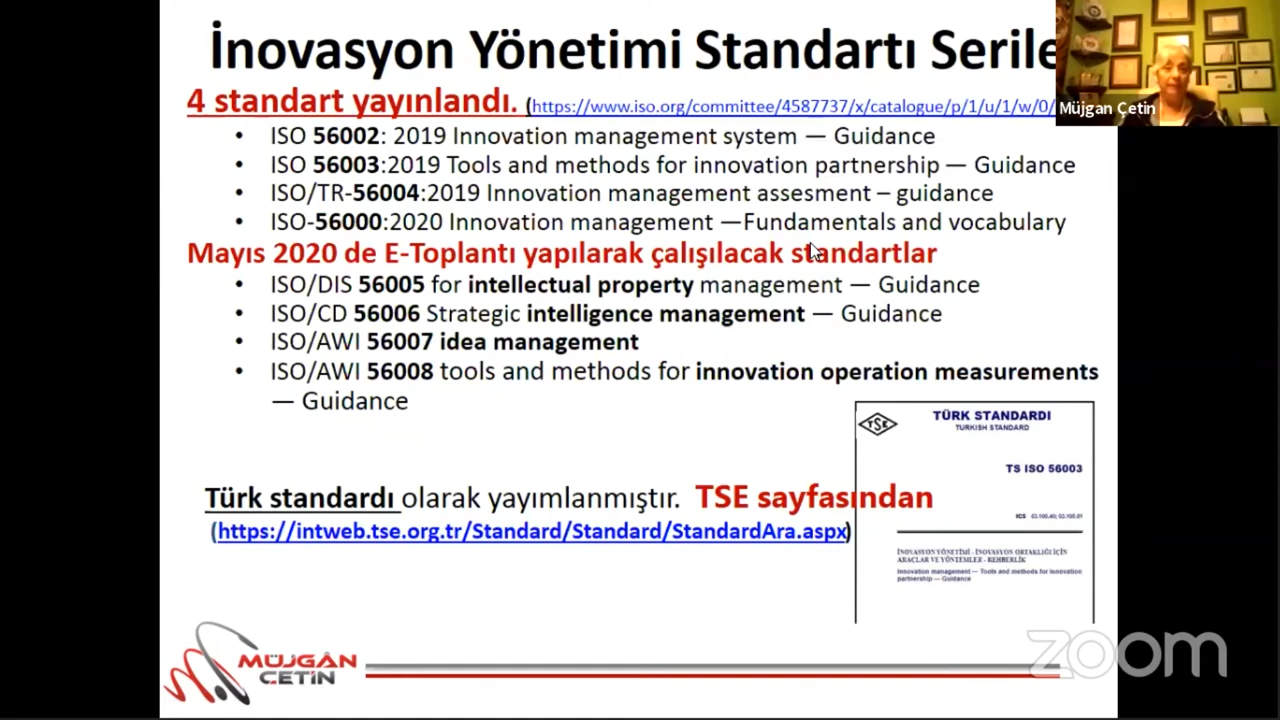 İnovasyon Yönetimi Standartı Serile
4 standart yayınlandı. (https://www.iso.org/committee/4587737/x/catalogue/p/1/u/1/w/0/
Müjgan Çetin
• ISO 56002: 2019 Innovation management system — Guidance
• ISO 56003:2019 Tools and methods for innovation partnership — Guidance
• ISO/TR-56004:2019 Innovation management assesment – guidance
• ISO-56000:2020 Innovation management —Fundamentals and vocabulary
Mayıs 2020 de E-Toplantı yapılarak çalışılacak standartlar
• ISO/DIS 56005 for intellectual property management — Guidance
• ISO/CD 56006 Strategic intelligence management — Guidance
• ISO/AWI 56007 idea management
• ISO/AWI 56008 tools and methods for innovation operation measurements
— Guidance
TSE
TÜRK STANDARDI
TURKISH STANDARD
TS ISO 56003
Türk standardı olarak yayımlanmıştır. TSE sayfasından
(https://intweb.tse.org.tr/Standard/Standard/StandardAra.aspx)
ICS 03.100.40; 03.100.01
İNOVASYON YÖNETİMİ - İNOVASYON ORTAKLIĞI İÇİN
ARAÇLAR VE YÖNTEMLER - REHBERLİK
Innovation management — Tools and methods for innovation
partnership — Guidance
MÜJGÂN
ÇETİN
zoom